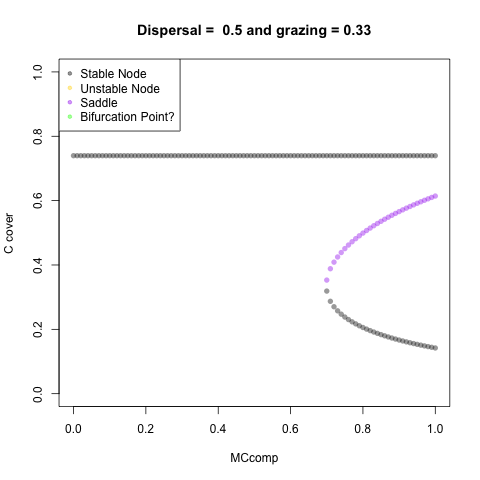 Dispersal =  0.5 and grazing = 0.33
Stable Node
Unstable Node
Saddle
Bifurcation Point?
1.0
0.8
0.6
0.4
0.2
0.0
C cover
0.0 0.2 0.4 0.6 0.8 1.0
MCcomp